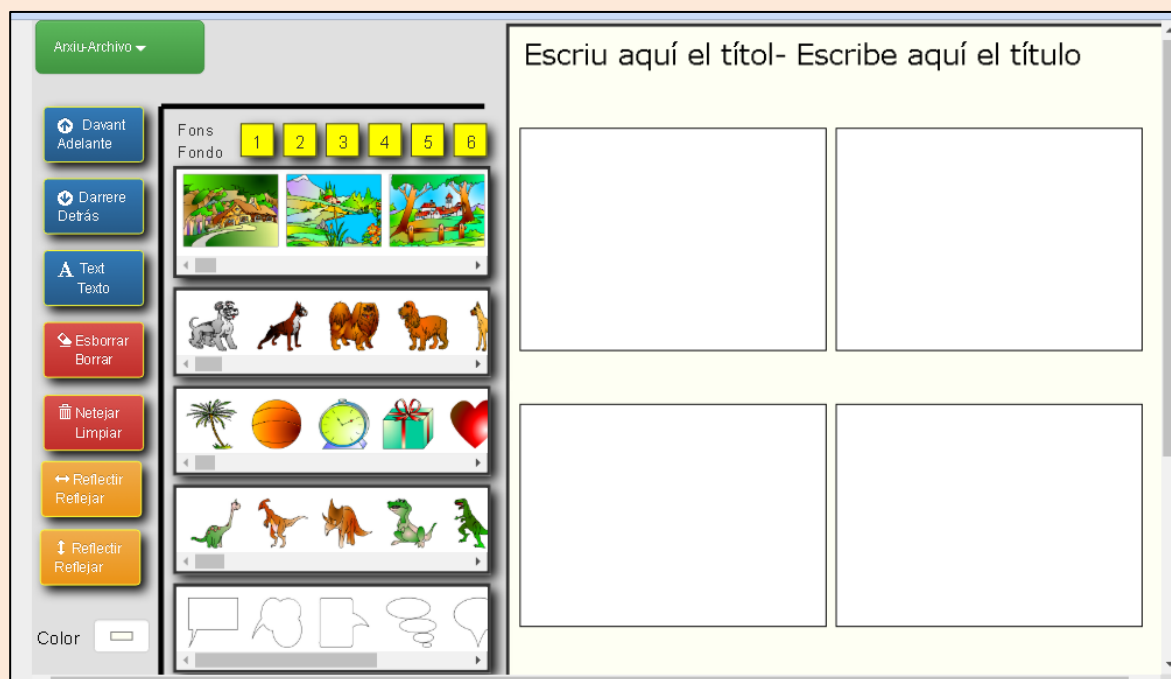 Arxiu-Archivo
Escriu aquí el títol- Escribe aquí el título
Davant
Adelante
Darrere
Detrás
A Text
Texto
Esborrar
Borrar
Netejar
Limpiar
Reflectir
Reflejar
Reflectir
Reflejar
Color
Fons
Fondo
1 2 3 4 5 6